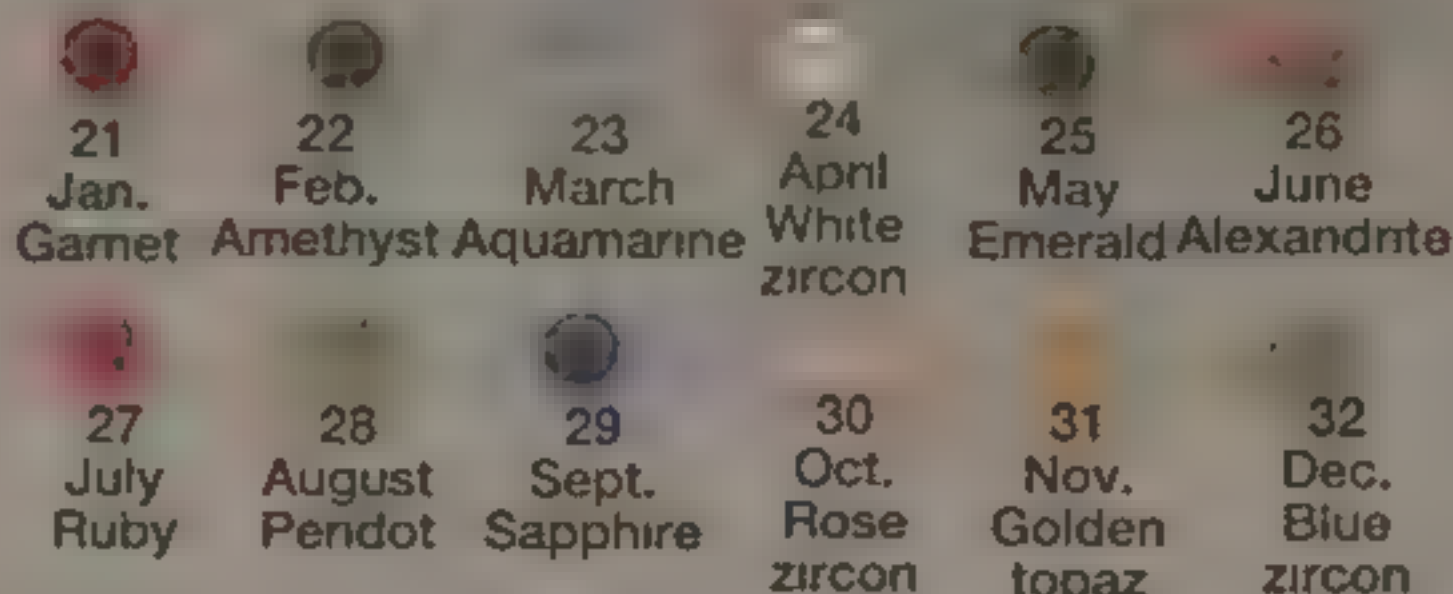 21 22 23 24 25 26
Jan. Feb. March April May June
Garnet Amethyst Aquamarine White zircon Emerald Alexandrite
27 28 29 30 31 32
July August Sept. Oct. Nov. Dec.
Ruby Peridot Sapphire Rose zircon Golden topaz Blue zircon